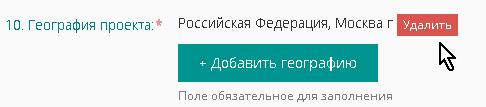 10. География проекта:* Российская Федерация, Москва г Удалить
+ Добавить географию
Поле обязательное для заполнения